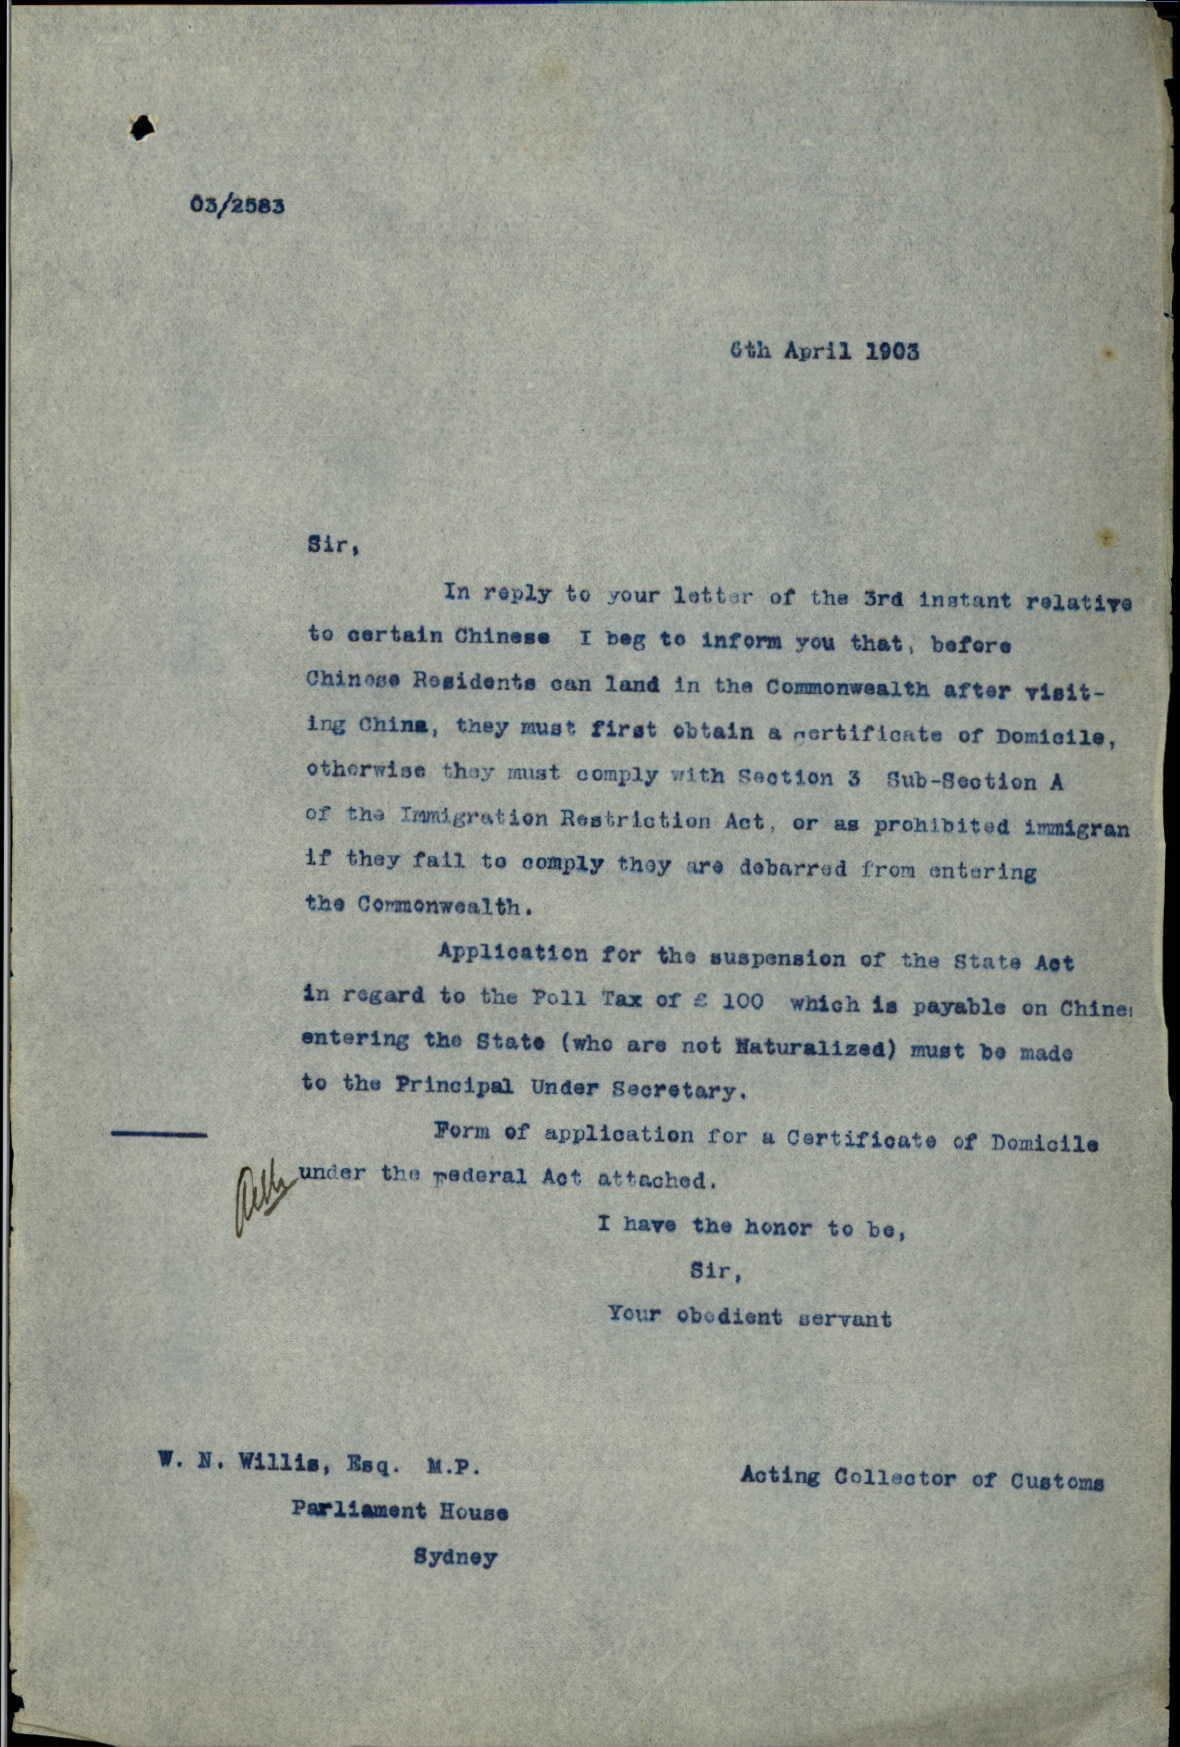 03/2583
6th April 1903
Sir,
In reply to your letter of the 3rd instant relative
to certain Chinese I beg to inform you that, before
Chinese Residents can land in the Commonwealth after visit-
ing China, they must first obtain a certificate of Domicile,
otherwise they must comply with Section 3 Sub-Section A
of the Immigration Restriction Act, or as prohibited immigran
if they fail to comply they are debarred from entering
the Commonwealth.
Application for the suspension of the State Act
in regard to the Poll Tax of £ 100 which is payable on Chine
entering the State (who are not Naturalized) must be made
to the Principal Under Secretary.
Form of application for a Certificate of Domicile
under the Federal Act attached.
I have the honor to be,
Sir,
Your obedient servant
W. N. Willis, Esq. M.P.
Acting Collector of Customs
Parliament House
Sydney